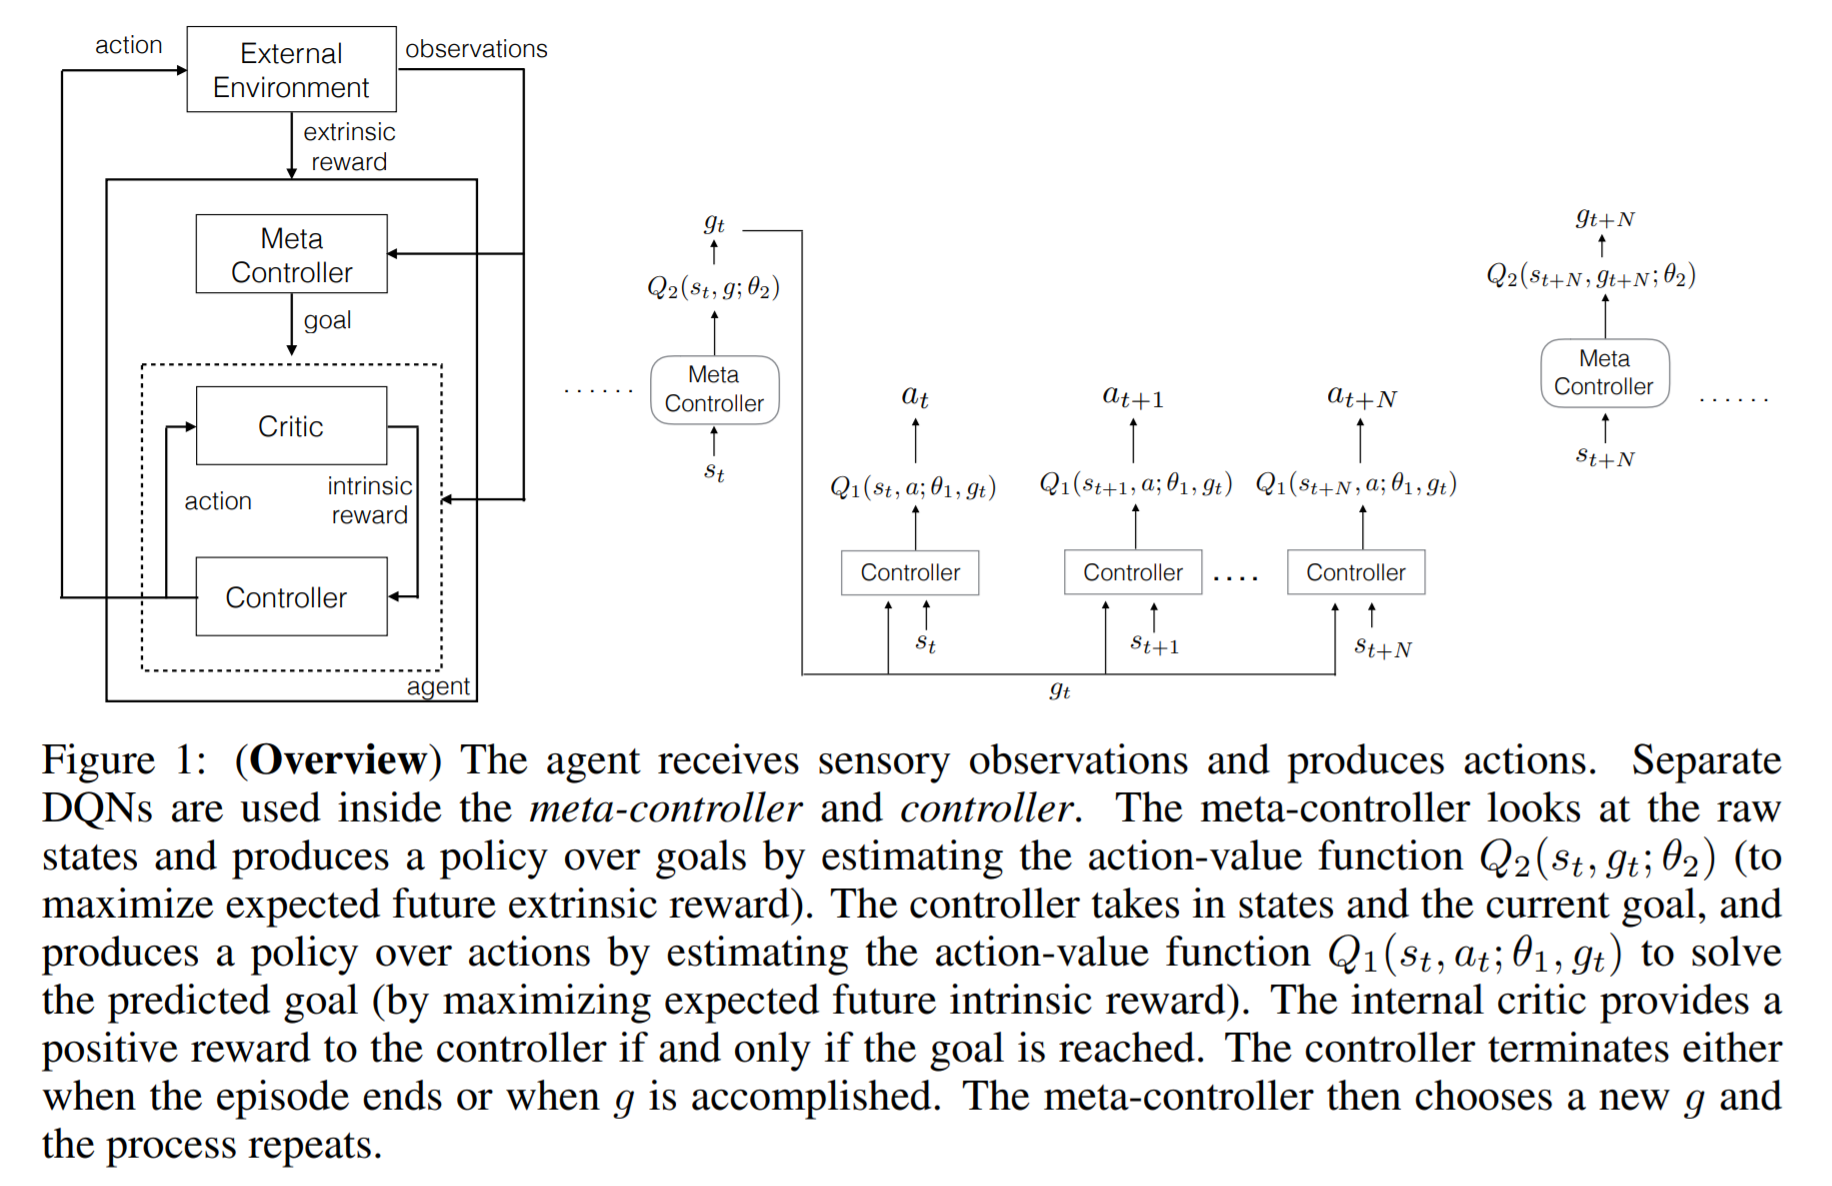 action
External
Environment
observations
extrinsic
reward
Meta
Controller
goal
Critic
action
intrinsic
reward
Controller
agent
g_t
Q_2(s_t, g; θ_2)
......
Meta
Controller
s_t
a_t
Q_1(s_t, a; θ_1, g_t)
Controller
s_t
a_{t+1}
Q_1(s_{t+1}, a; θ_1, g_t)
Controller
s_{t+1}
....
a_{t+N}
Q_1(s_{t+N}, a; θ_1, g_t)
Controller
s_{t+N}
g_t
g_{t+N}
Q_2(s_{t+N}, g_{t+N}; θ_2)
Meta
Controller
......
s_{t+N}
Figure 1: (Overview) The agent receives sensory observations and produces actions. Separate
DQNs are used inside the meta-controller and controller. The meta-controller looks at the raw
states and produces a policy over goals by estimating the action-value function Q_2(s_t, g_t; θ_2) (to
maximize expected future extrinsic reward). The controller takes in states and the current goal, and
produces a policy over actions by estimating the action-value function Q_1(s_t, a_t; θ_1, g_t) to solve
the predicted goal (by maximizing expected future intrinsic reward). The internal critic provides a
positive reward to the controller if and only if the goal is reached. The controller terminates either
when the episode ends or when g is accomplished. The meta-controller then chooses a new g and
the process repeats.